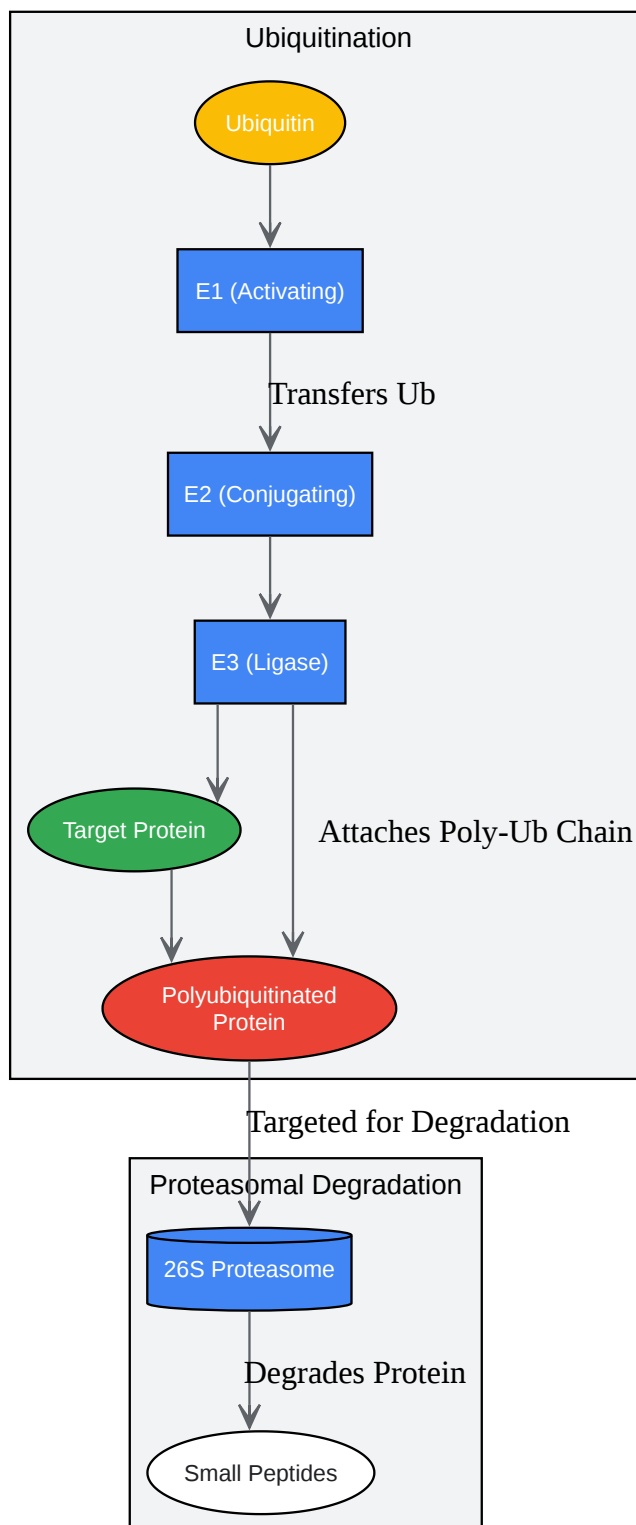 Ubiquitination
Ubiquitin
E1 (Activating)
Transfers Ub
E2 (Conjugating)
E3 (Ligase)
Target Protein
Attaches Poly-Ub Chain
Polyubiquitinated
Protein
Targeted for Degradation
Proteasomal Degradation
26S Proteasome
Degrades Protein
Small Peptides